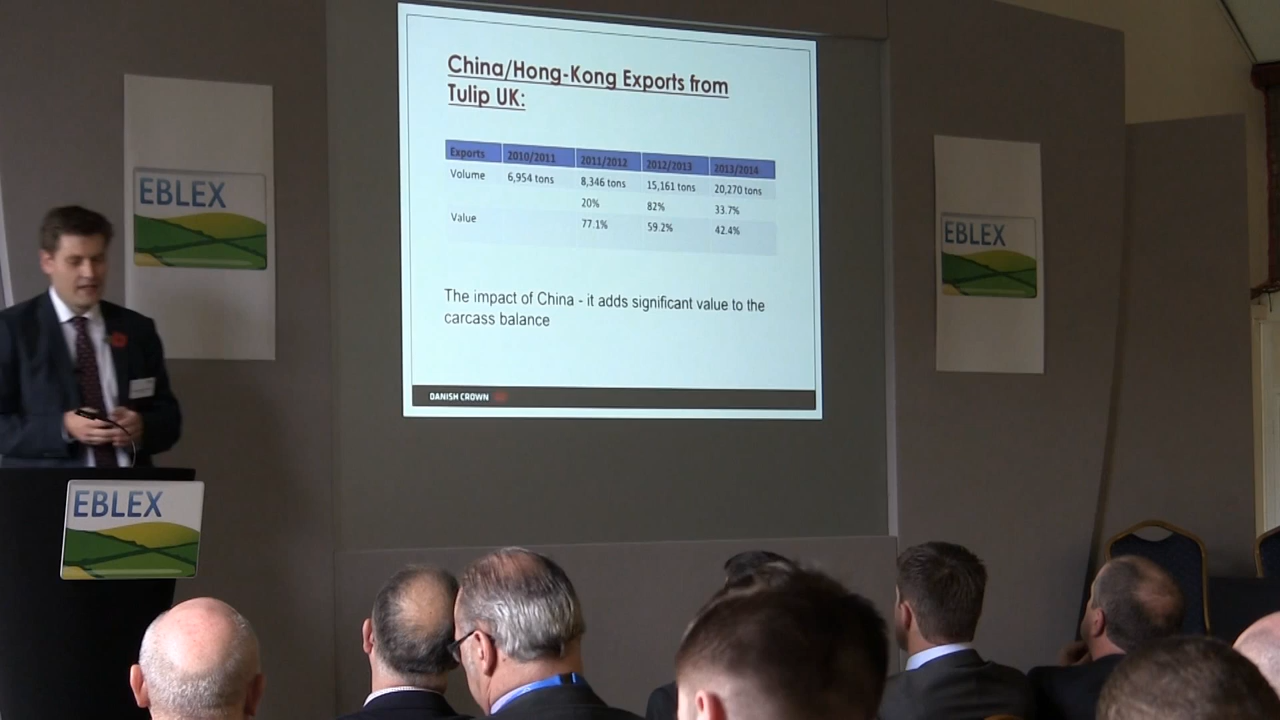 China/Hong-Kong Exports from
Tulip UK:
Exports 2010/2011 2011/2012 2012/2013 2013/2014
Volume 6,954 tons 8,346 tons 15,161 tons 20,270 tons
20% 82% 33.7%
Value 77.1% 59.2% 42.4%
The impact of China - it adds significant value to the
carcass balance
DANISH CROWN
EBLEX
EBLEX
EBLEX